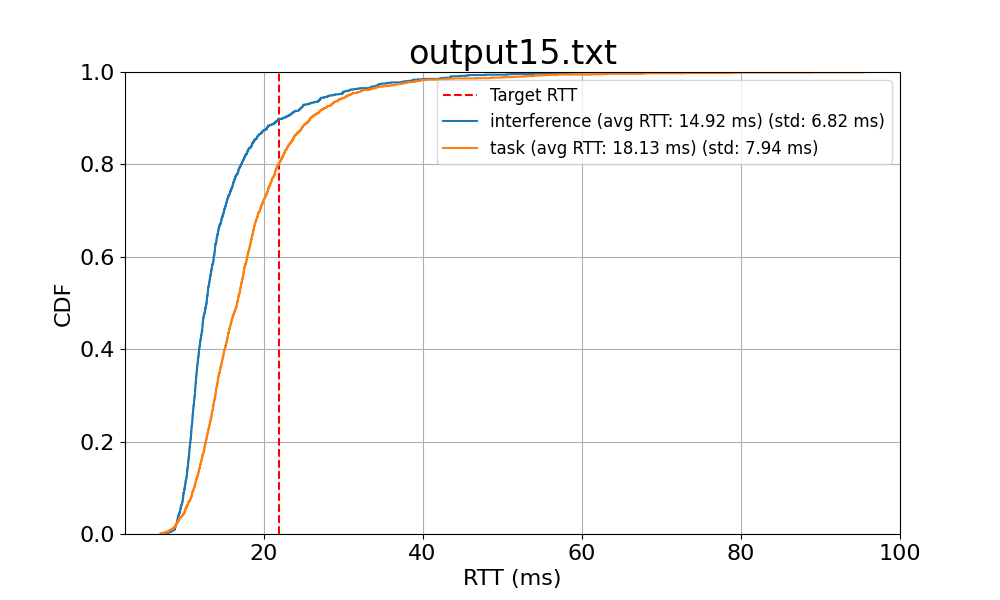 output15.txt
1.0
0.8
0.6
0.4
0.2
0.0
CDF
Target RTT
interference (avg RTT: 14.92 ms) (std: 6.82 ms)
task (avg RTT: 18.13 ms) (std: 7.94 ms)
20 40 60 80 100
RTT (ms)